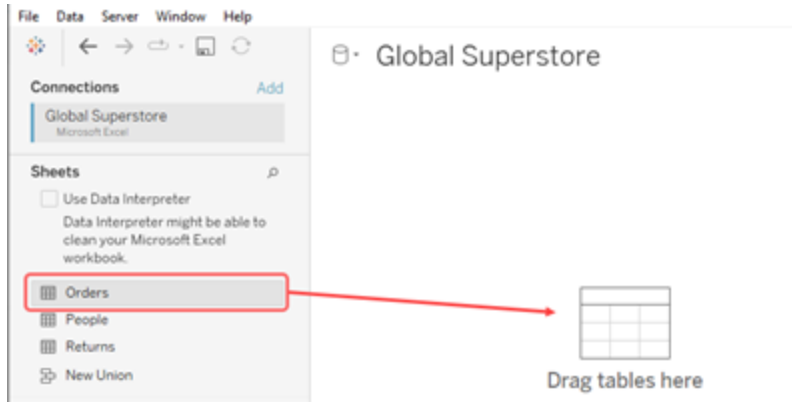 File Data Server Window Help
Global Superstore
Connections Add
Global Superstore
Microsoft Excel
Sheets
Use Data Interpreter
Data Interpreter might be able to
clean your Microsoft Excel
workbook.
Orders
People
Returns
New Union
Drag tables here